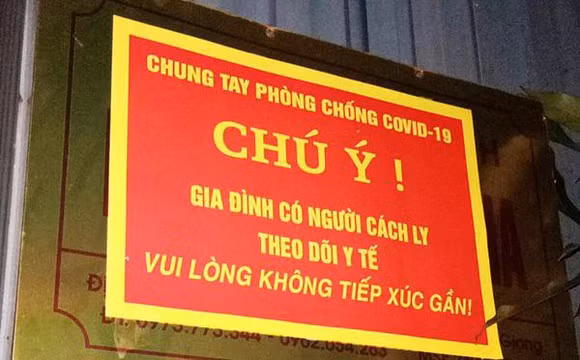 CHUNG TAY PHÒNG CHỐNG COVID-19
CHÚ Ý !
GIA ĐÌNH CÓ NGƯỜI CÁCH LY
THEO DÕI Y TẾ
VUI LÒNG KHÔNG TIẾP XÚC GẦN!